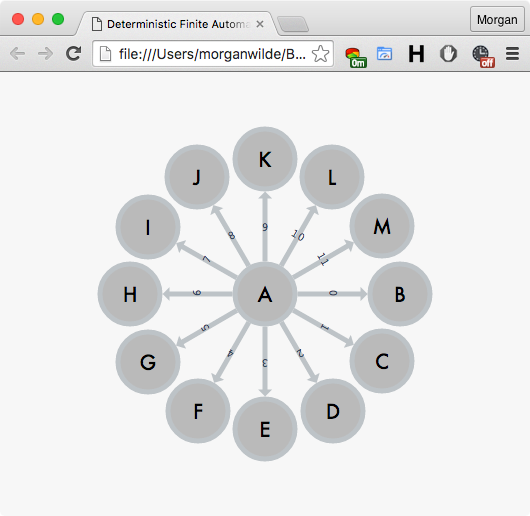 Deterministic Finite Automa
Morgan
file:///Users/morganwilde/B...
0m
H
off
K
J
L
I
M
8
9
10
7
11
H
6
A
0
B
5
1
G
4
3
2
C
F
D
E